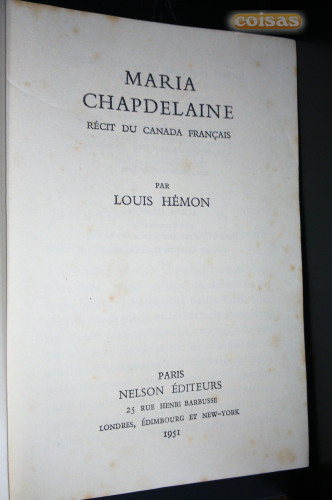 coisas
MARIA
CHAPDELAINE
RÉCIT DU CANADA FRANÇAIS
PAR
LOUIS HÉMON
PARIS
NELSON ÉDITEURS
25 RUE HENRI BARBUSSE
LONDRES, ÉDIMBOURG ET NEW-YORK
1951